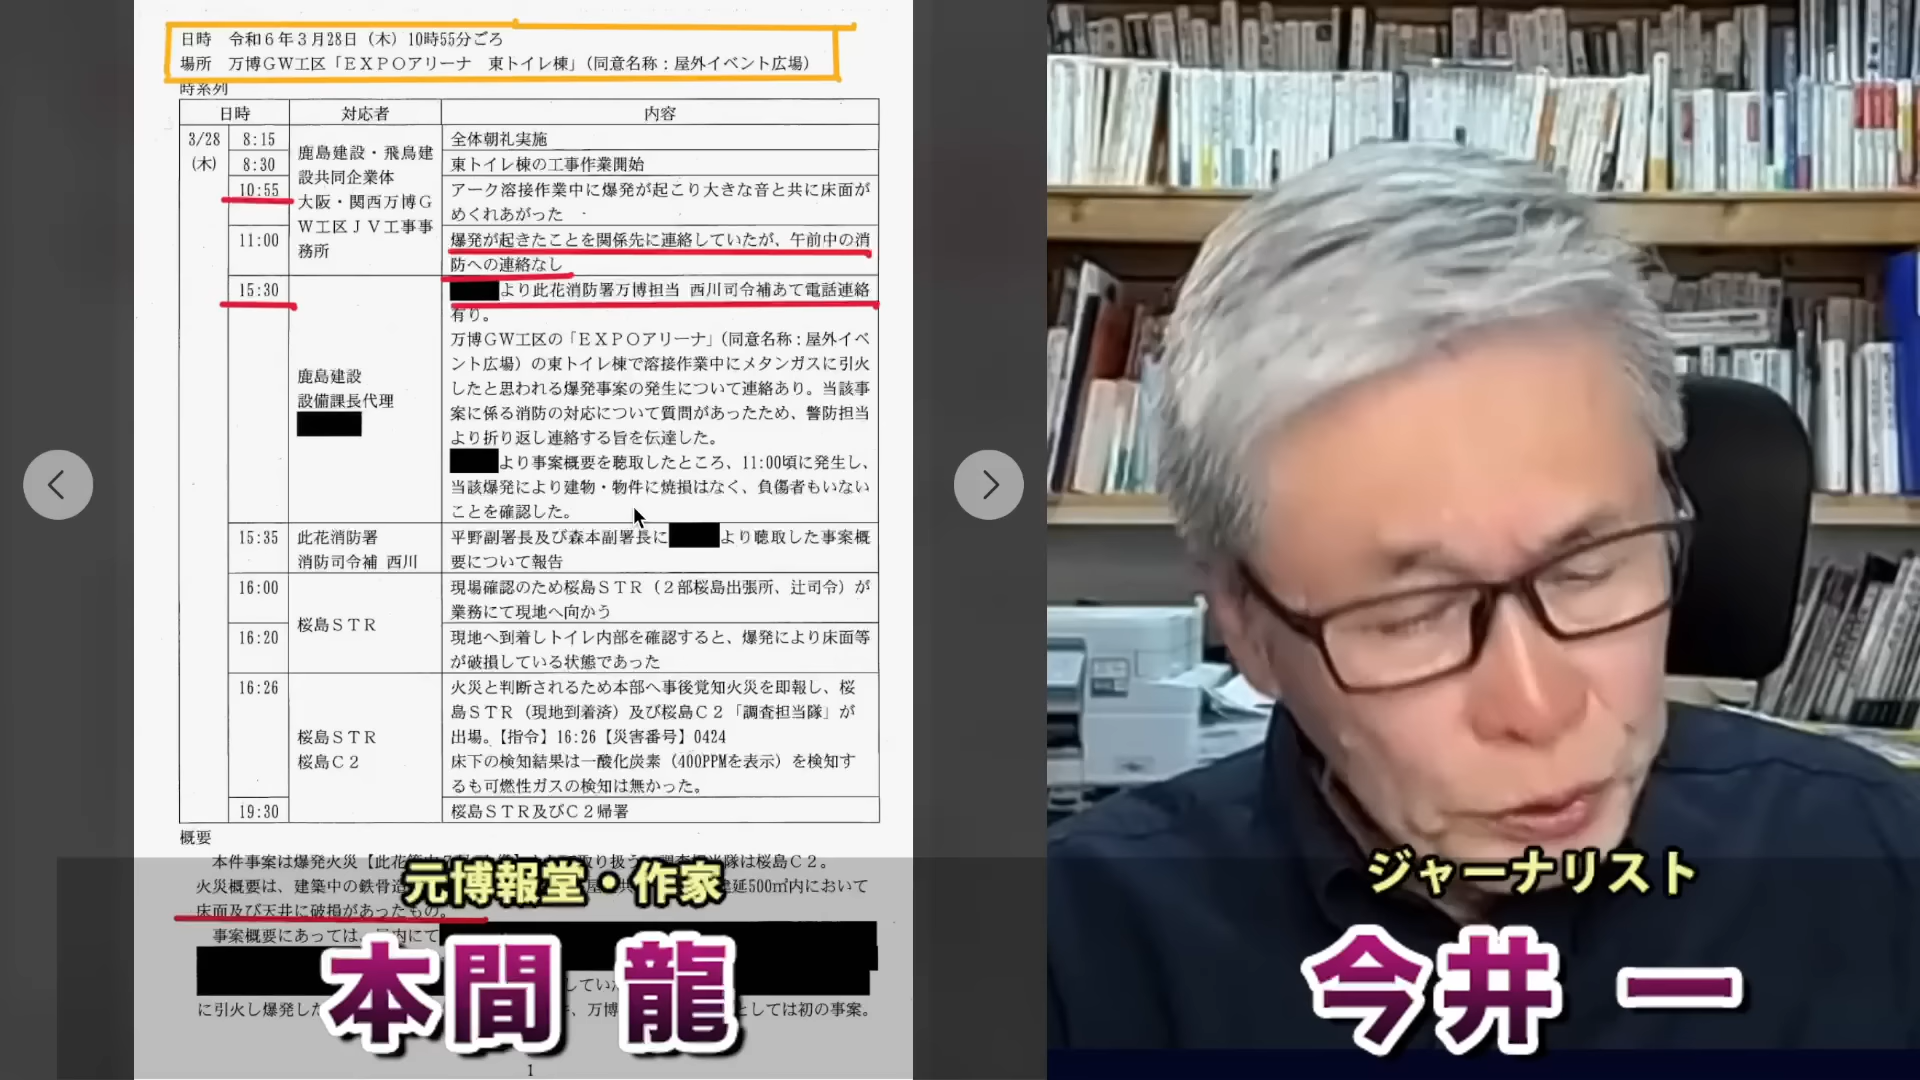 日時　令和6年3月28日（木）10時55分ごろ
場所　万博GW工区「EXPOアリーナ　東トイレ棟」（同意名称：屋外イベント広場）
時系列
日時　対応者　内容
3/28
（木）
8:15
鹿島建設・飛鳥建
設共同企業体
大阪・関西万博G
W工区JV工事事
務所
全体朝礼実施
8:30
東トイレ棟の工事作業開始
10:55
アーク溶接作業中に爆発が起こり大きな音と共に床面が
めくれあがった
11:00
爆発が起きたことを関係先に連絡していたが、午前中の消
防への連絡なし
15:30
鹿島建設
設備課長代理
より此花消防署万博担当 西川司令補あて電話連絡
有り。
万博GW工区の「EXPOアリーナ」（同意名称：屋外イベ
ント広場）の東トイレ棟で溶接作業中にメタンガスに引火
したと思われる爆発事案の発生について連絡あり。当該事
案に係る消防の対応について質問があったため、警防担当
より折り返し連絡する旨を伝達した。
より事案概要を聴取したところ、11:00頃に発生し、
当該爆発により建物・物件に焼損はなく、負傷者もいない
ことを確認した。
15:35
此花消防署
消防司令補 西川
平野副署長及び森本副署長に
より聴取した事案概
要について報告
16:00
桜島STR
現場確認のため桜島STR（2部桜島出張所、辻司令）が
業務にて現地へ向かう
16:20
現地へ到着しトイレ内部を確認すると、爆発により床面等
が破損している状態であった
16:26
桜島STR
桜島C2
火災と判断されるため本部へ事後覚知火災を即報し、桜
島STR（現地到着済）及び桜島C2「調査担当隊」が
出場。【指令】16:26【災害番号】0424
床下の検知結果は一酸化炭素（400PPMを表示）を検知す
るも可燃性ガスの検知は無かった。
19:30
桜島STR及びC2帰署
概要
本件事案は爆発火災【此花
取り扱う
隊は桜島C2。
火災概要は、建築中の鉄骨造
延500㎡内において
床面及び天井に破損があったもの。
事案概要にあっては、屋内にて
してい
に引火し爆発した
、万博
としては初の事案。
1
元博報堂・作家
本間 龍
ジャーナリスト
今井 一